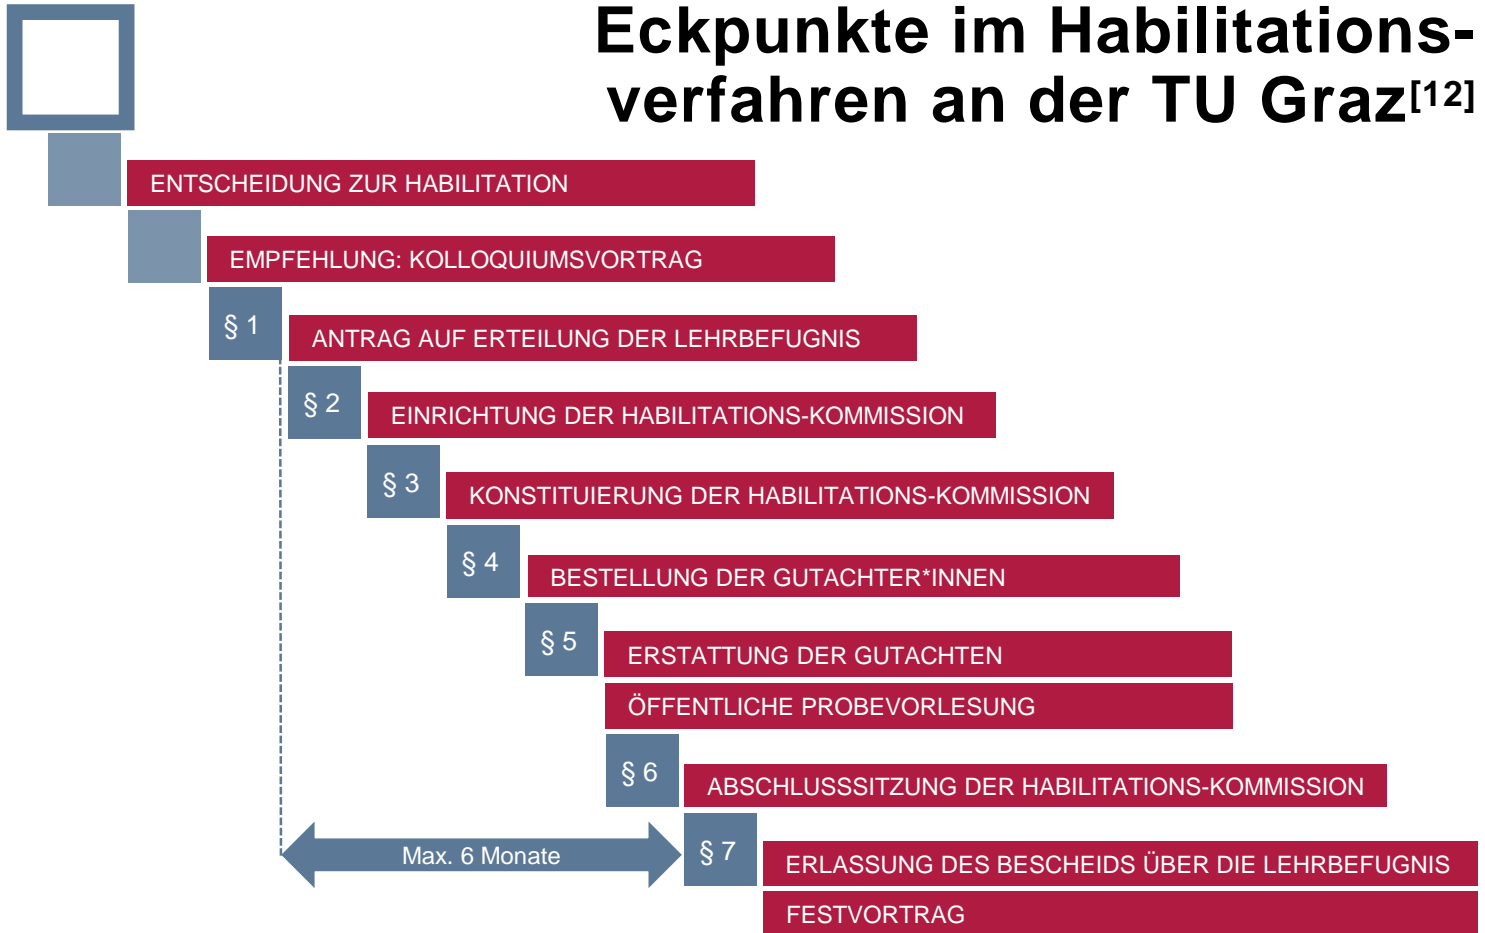 Eckpunkte im Habilitations-
verfahren an der TU Graz[12]
ENTSCHEIDUNG ZUR HABILITATION
EMPFEHLUNG: KOLLOQUIUMSVORTRAG
§ 1
ANTRAG AUF ERTEILUNG DER LEHRBEFUGNIS
§ 2
EINRICHTUNG DER HABILITATIONS-KOMMISSION
§ 3
KONSTITUIERUNG DER HABILITATIONS-KOMMISSION
§ 4
BESTELLUNG DER GUTACHTER*INNEN
§ 5
ERSTATTUNG DER GUTACHTEN
ÖFFENTLICHE PROBEVORLESUNG
§ 6
ABSCHLUSSSITZUNG DER HABILITATIONS-KOMMISSION
Max. 6 Monate
§ 7
ERLASSUNG DES BESCHEIDS ÜBER DIE LEHRBEFUGNIS
FESTVORTRAG